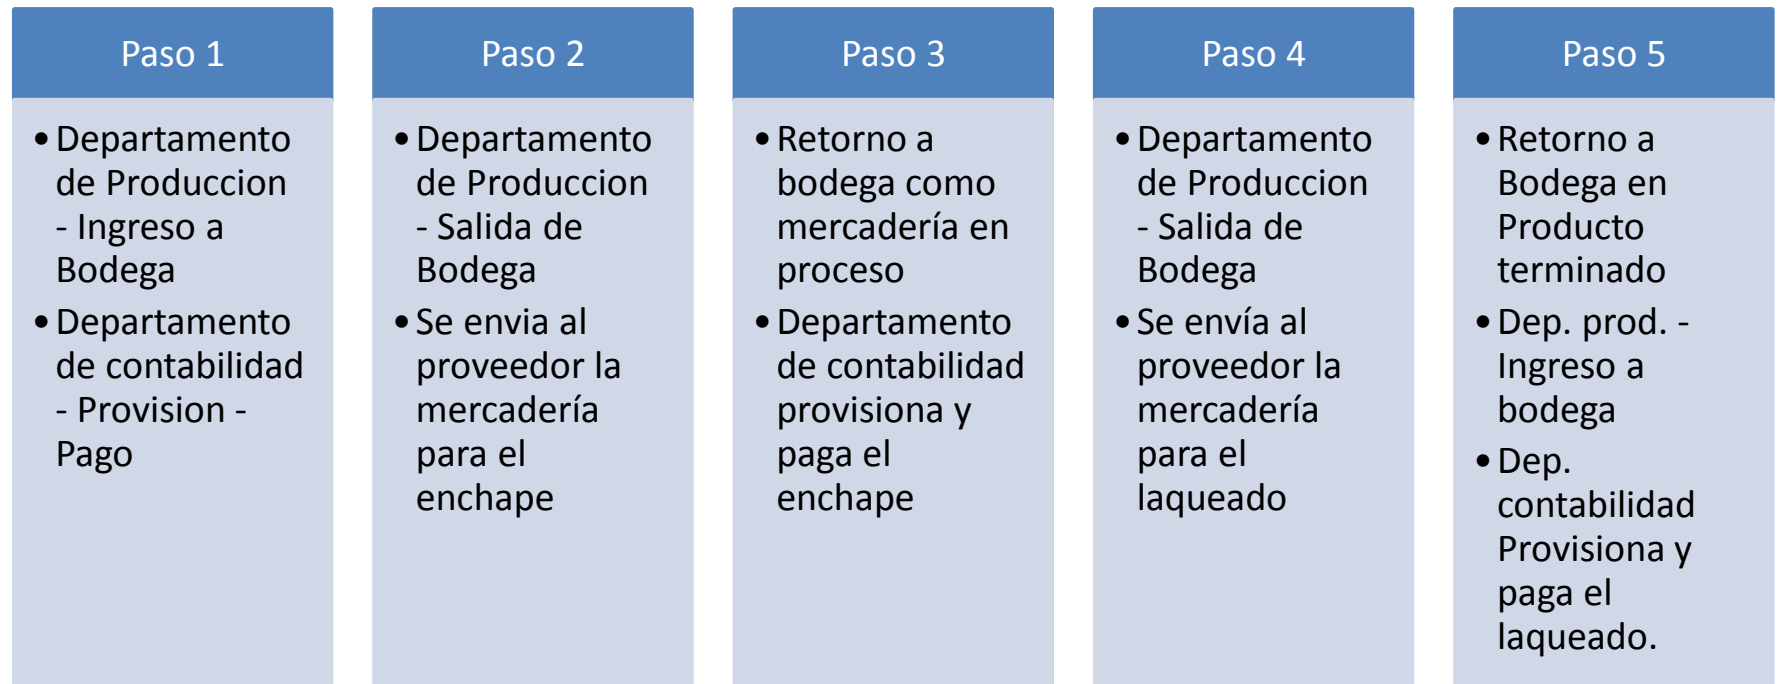 Paso 1
• Departamento
de Produccion
- Ingreso a
Bodega
• Departamento
de contabilidad
- Provision -
Pago
Paso 2
• Departamento
de Produccion
- Salida de
Bodega
• Se envia al
proveedor la
mercadería
para el
enchape
Paso 3
• Retorno a
bodega como
mercadería en
proceso
• Departamento
de contabilidad
provisiona y
paga el
enchape
Paso 4
• Departamento
de Produccion
- Salida de
Bodega
• Se envía al
proveedor la
mercadería
para el
laqueado
Paso 5
• Retorno a
Bodega en
Producto
terminado
• Dep. prod. -
Ingreso a
bodega
• Dep.
contabilidad
Provisiona y
paga el
laqueado.